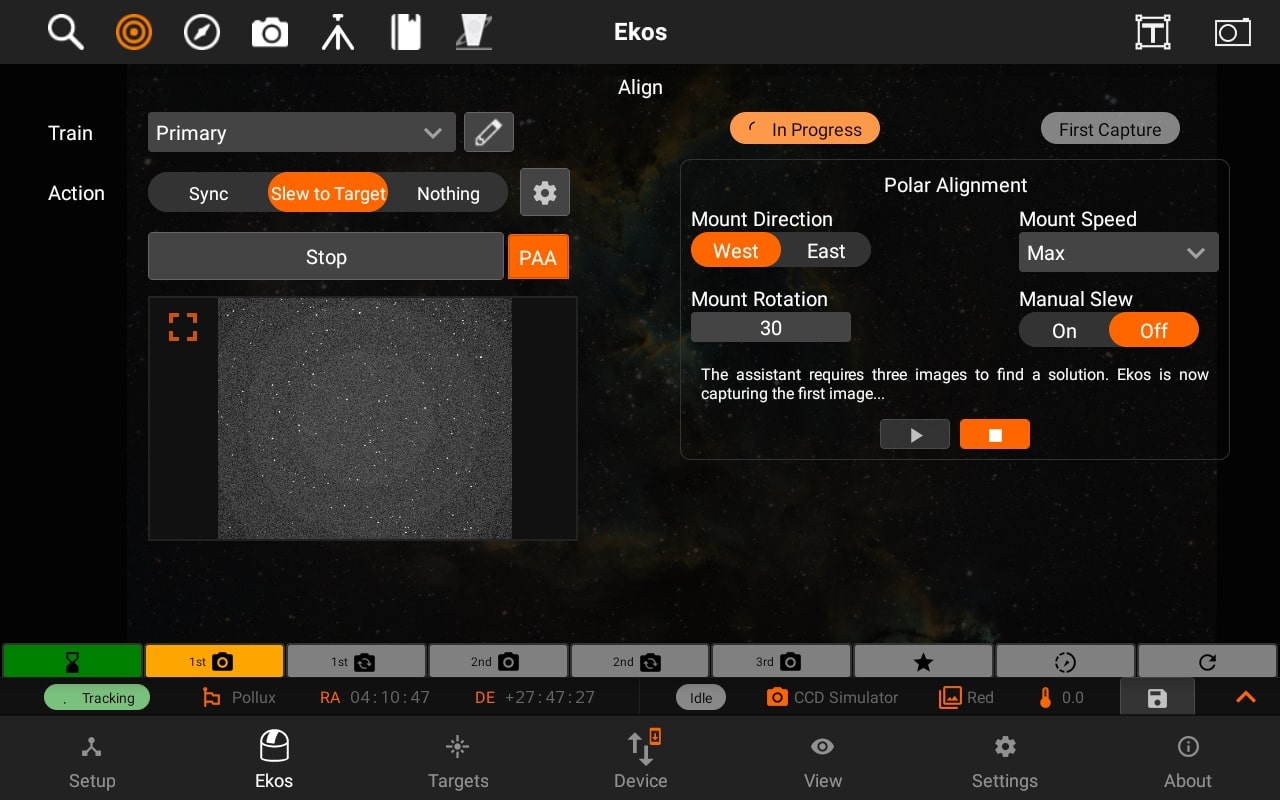 Ekos
Align
Train
Primary
In Progress
First Capture
Action
Sync
Slew to Target
Nothing
Polar Alignment
Mount Direction
Mount Speed
West
East
Max
Stop
PAA
Mount Rotation
Manual Slew
30
On
Off
The assistant requires three images to find a solution. Ekos is now
capturing the first image...
1st
1st
2nd
2nd
3rd
. Tracking
Pollux
RA 04:10:47
DE +27:47:27
Idle
CCD Simulator
Red
0.0
Setup
Ekos
Targets
Device
View
Settings
About